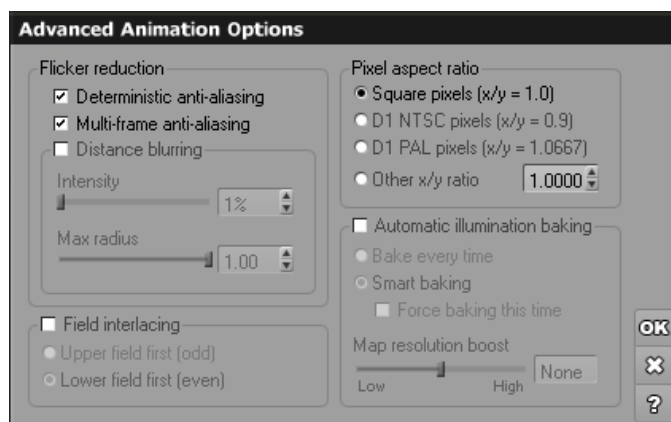 Advanced Animation Options
Flicker reduction
Deterministic anti-aliasing
Multi-frame anti-aliasing
Distance blurring
Intensity
1%
Max radius
1.00
Field interlacing
Upper field first (odd)
Lower field first (even)
Pixel aspect ratio
Square pixels (x/y = 1.0)
D1 NTSC pixels (x/y = 0.9)
D1 PAL pixels (x/y = 1.0667)
Other x/y ratio 1.0000
Automatic illumination baking
Bake every time
Smart baking
Force baking this time
Map resolution boost
None
Low High
OK
?